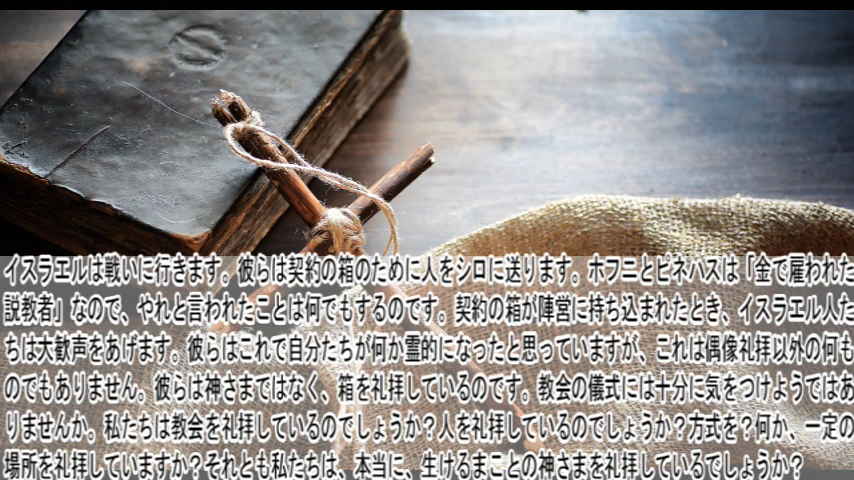 イスラエルは戦いに行きます。彼らは契約の箱のために人をシロに送ります。ホフニとピネハスは「金で雇われた
説教者」なので、やれと言われたことは何でもするのです。契約の箱が陣営に持ち込まれたとき、イスラエル人た
ちは大歓声をあげます。彼らはこれで自分たちが何か霊的になったと思っていますが、これは偶像礼拝以外の何も
のでもありません。彼らは神さまではなく、箱を礼拝しているのです。教会の儀式には十分に気をつけようではあ
りませんか。私たちは教会を礼拝しているのでしょうか？人を礼拝しているのでしょうか？方式を？何か、一定の
場所を礼拝していますか？それとも私たちは、本当に、生けるまことの神さまを礼拝しているでしょうか？